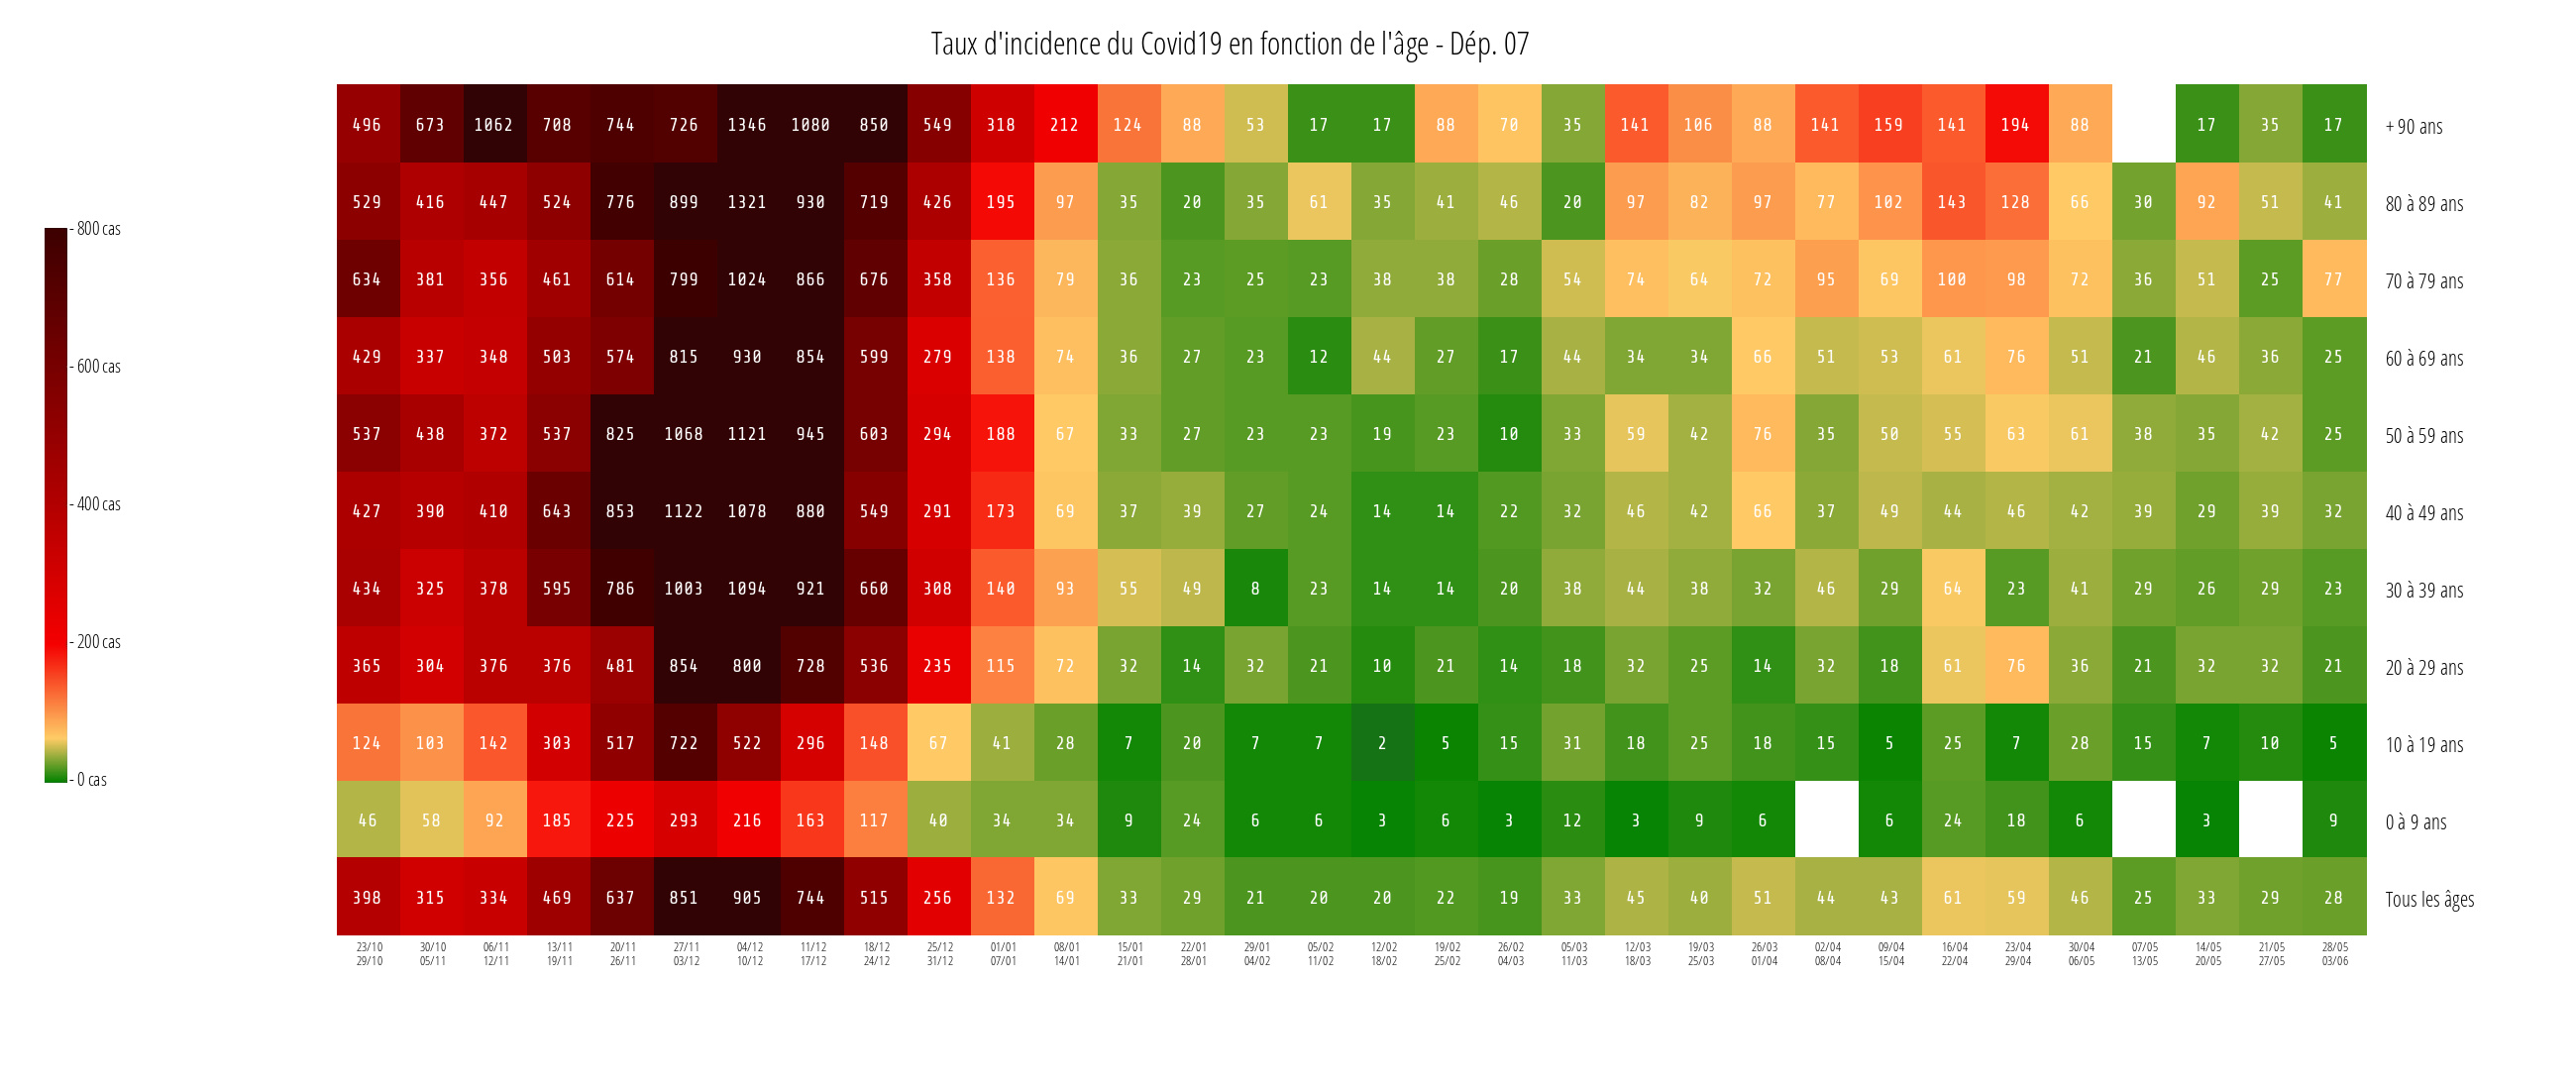 Taux d'incidence du Covid19 en fonction de l'âge - Dép. 07
496 673 1062 708 744 726 1346 1080 850 549 318 212 124 88 53 17 17 88 70 35 141 106 88 141 159 141 194 88 17 35 17 + 90 ans
529 416 447 524 776 899 1321 930 719 426 195 97 35 20 35 61 35 41 46 20 97 82 97 77 102 143 128 66 30 92 51 41 80 à 89 ans
634 381 356 461 614 799 1024 866 676 358 136 79 36 23 25 23 38 38 28 54 74 64 72 95 69 100 98 72 36 51 25 77 70 à 79 ans
429 337 348 503 574 815 930 854 599 279 138 74 36 27 23 12 44 27 17 44 34 34 66 51 53 61 76 51 21 46 36 25 60 à 69 ans
537 438 372 537 825 1068 1121 945 603 294 188 67 33 27 23 23 19 23 10 33 59 42 76 35 50 55 63 61 38 35 42 25 50 à 59 ans
427 390 410 643 853 1122 1078 880 549 291 173 69 37 39 27 24 14 14 22 32 46 42 66 37 49 44 46 42 39 29 39 32 40 à 49 ans
434 325 378 595 786 1003 1094 921 660 308 140 93 55 49 8 23 14 14 20 38 44 38 32 46 29 64 23 41 29 26 29 23 30 à 39 ans
365 304 376 376 481 854 800 728 536 235 115 72 32 14 32 21 10 21 14 18 32 25 14 32 18 61 76 36 21 32 32 21 20 à 29 ans
124 103 142 303 517 722 522 296 148 67 41 28 7 20 7 7 2 5 15 31 18 25 18 15 5 25 7 28 15 7 10 5 10 à 19 ans
46 58 92 185 225 293 216 163 117 40 34 34 9 24 6 6 3 6 3 12 3 9 6 6 24 18 6 3 9 0 à 9 ans
398 315 334 469 637 851 905 744 515 256 132 69 33 29 21 20 20 22 19 33 45 40 51 44 43 61 59 46 25 33 29 28 Tous les âges
23/10 30/10 06/11 13/11 20/11 27/11 04/12 11/12 18/12 25/12 01/01 08/01 15/01 22/01 29/01 05/02 12/02 19/02 26/02 05/03 12/03 19/03 26/03 02/04 09/04 16/04 23/04 30/04 07/05 14/05 21/05 28/05
29/10 05/11 12/11 19/11 26/11 03/12 10/12 17/12 24/12 31/12 07/01 14/01 21/01 28/01 04/02 11/02 18/02 25/02 04/03 11/03 18/03 25/03 01/04 08/04 15/04 22/04 29/04 06/05 13/05 20/05 27/05 03/06
- 800 cas
- 600 cas
- 400 cas
- 200 cas
- 0 cas